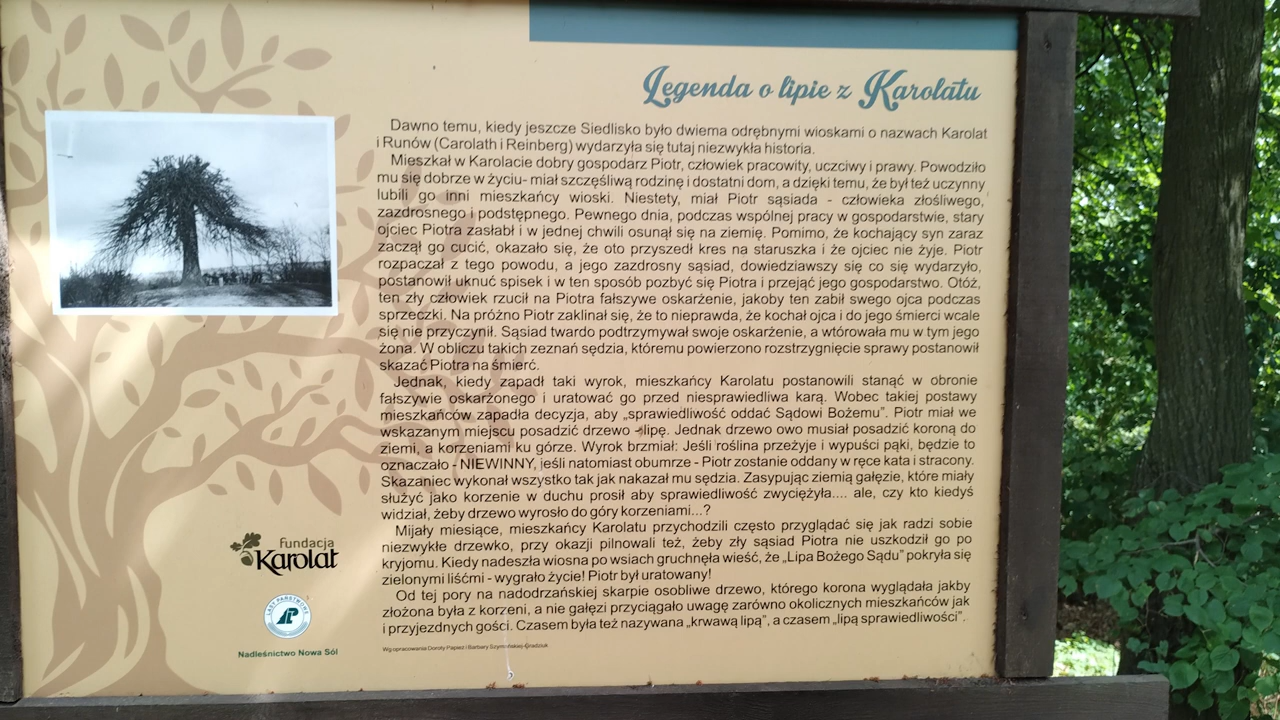 Legenda o lipie z Karolatu
Dawno temu, kiedy jeszcze Siedlisko było dwiema odrębnymi wioskami o nazwach Karolat
i Runów (Carolath i Reinberg) wydarzyła się tutaj niezwykła historia.
Mieszkał w Karolacie dobry gospodarz Piotr, człowiek pracowity, uczciwy i prawy. Powodziło
mu się dobrze w życiu- miał szczęśliwą rodzinę i dostatni dom, a dzięki temu, że był też uczynny,
lubili go inni mieszkańcy wioski. Niestety, miał Piotr sąsiada - człowieka złośliwego,
zazdrosnego i podstępnego. Pewnego dnia, podczas wspólnej pracy w gospodarstwie, stary
ojciec Piotra zasłabł i w jednej chwili osunął się na ziemię. Pomimo, że kochający syn zaraz
zaczął go cucić, okazało się, że oto przyszedł kres na staruszka i że ojciec nie żyje. Piotr
rozpaczał z tego powodu, a jego zazdrosny sąsiad, dowiedziawszy się co się wydarzyło,
postanowił uknuć spisek i w ten sposób pozbyć się Piotra i przejąć jego gospodarstwo. Otóż,
ten zły człowiek rzucił na Piotra fałszywe oskarżenie, jakoby ten zabił swego ojca podczas
sprzeczki. Na próżno Piotr zaklinał się, że to nieprawda, że kochał ojca i do jego śmierci wcale
się nie przyczynił. Sąsiad twardo podtrzymywał swoje oskarżenie, a wtórowała mu w tym jego
żona. W obliczu takich zeznań sędzia, któremu powierzono rozstrzygnięcie sprawy postanowił
skazać Piotra na śmierć.
Jednak, kiedy zapadł taki wyrok, mieszkańcy Karolatu postanowili stanąć w obronie
fałszywie oskarżonego i uratować go przed niesprawiedliwa karą. Wobec takiej postawy
mieszkańców zapadła decyzja, aby „sprawiedliwość oddać Sądowi Bożemu”. Piotr miał we
wskazanym miejscu posadzić drzewo - lipę. Jednak drzewo owo musiał posadzić koroną do
ziemi, a korzeniami ku górze. Wyrok brzmiał: Jeśli roślina przeżyje i wypuści pąki, będzie to
oznaczało - NIEWINNY, jeśli natomiast obumrze - Piotr zostanie oddany w ręce kata i stracony.
Skazaniec wykonał wszystko tak jak nakazał mu sędzia. Zasypując ziemią gałęzie, które miały
służyć jako korzenie w duchu prosił aby sprawiedliwość zwyciężyła.... ale, czy kto kiedyś
widział, żeby drzewo wyrosło do góry korzeniami...?
Mijały miesiące, mieszkańcy Karolatu przychodzili często przyglądać się jak radzi sobie
niezwykłe drzewko, przy okazji pilnowali też, żeby zły sąsiad Piotra nie uszkodził go po
kryjomu. Kiedy nadeszła wiosna po wsiach gruchnęła wieść, że „Lipa Bożego Sądu” pokryła się
zielonymi liśćmi - wygrało życie! Piotr był uratowany!
Od tej pory na nadodrzańskiej skarpie osobliwe drzewo, którego korona wyglądała jakby
złożona była z korzeni, a nie gałęzi przyciągało uwagę zarówno okolicznych mieszkańców jak
i przyjezdnych gości. Czasem była też nazywana „krwawą lipą”, a czasem „lipą sprawiedliwości”.
Wg opracowania Doroty Papież i Barbary Szymońskiej-Gradziuk
fundacja
Karolat
LASY PAŃSTWOWE
Nadleśnictwo Nowa Sól